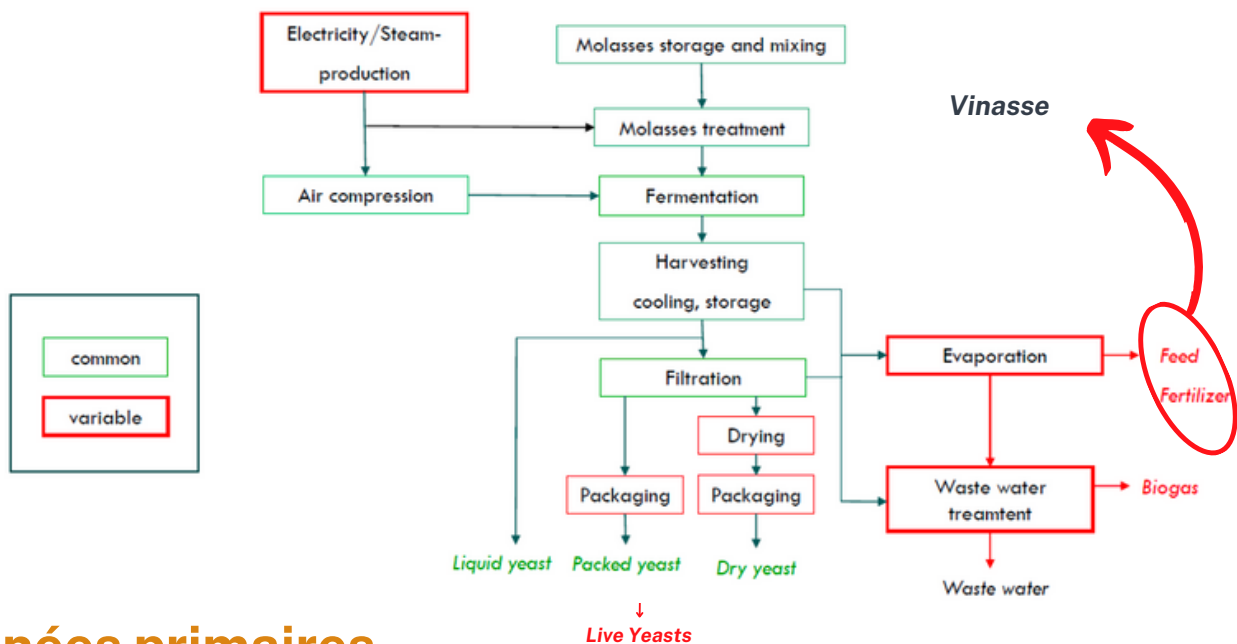 Electricity/Steam-
production
Molasses storage and mixing
Vinasse
Molasses treatment
Air compression
Fermentation
Harvesting
cooling, storage
common
variable
Evaporation
Feed
Fertilizer
Filtration
Drying
Packaging
Packaging
Waste water
treamtent
Biogas
Liquid yeast
Packed yeast
Dry yeast
Waste water
Live Yeasts
nées primaires